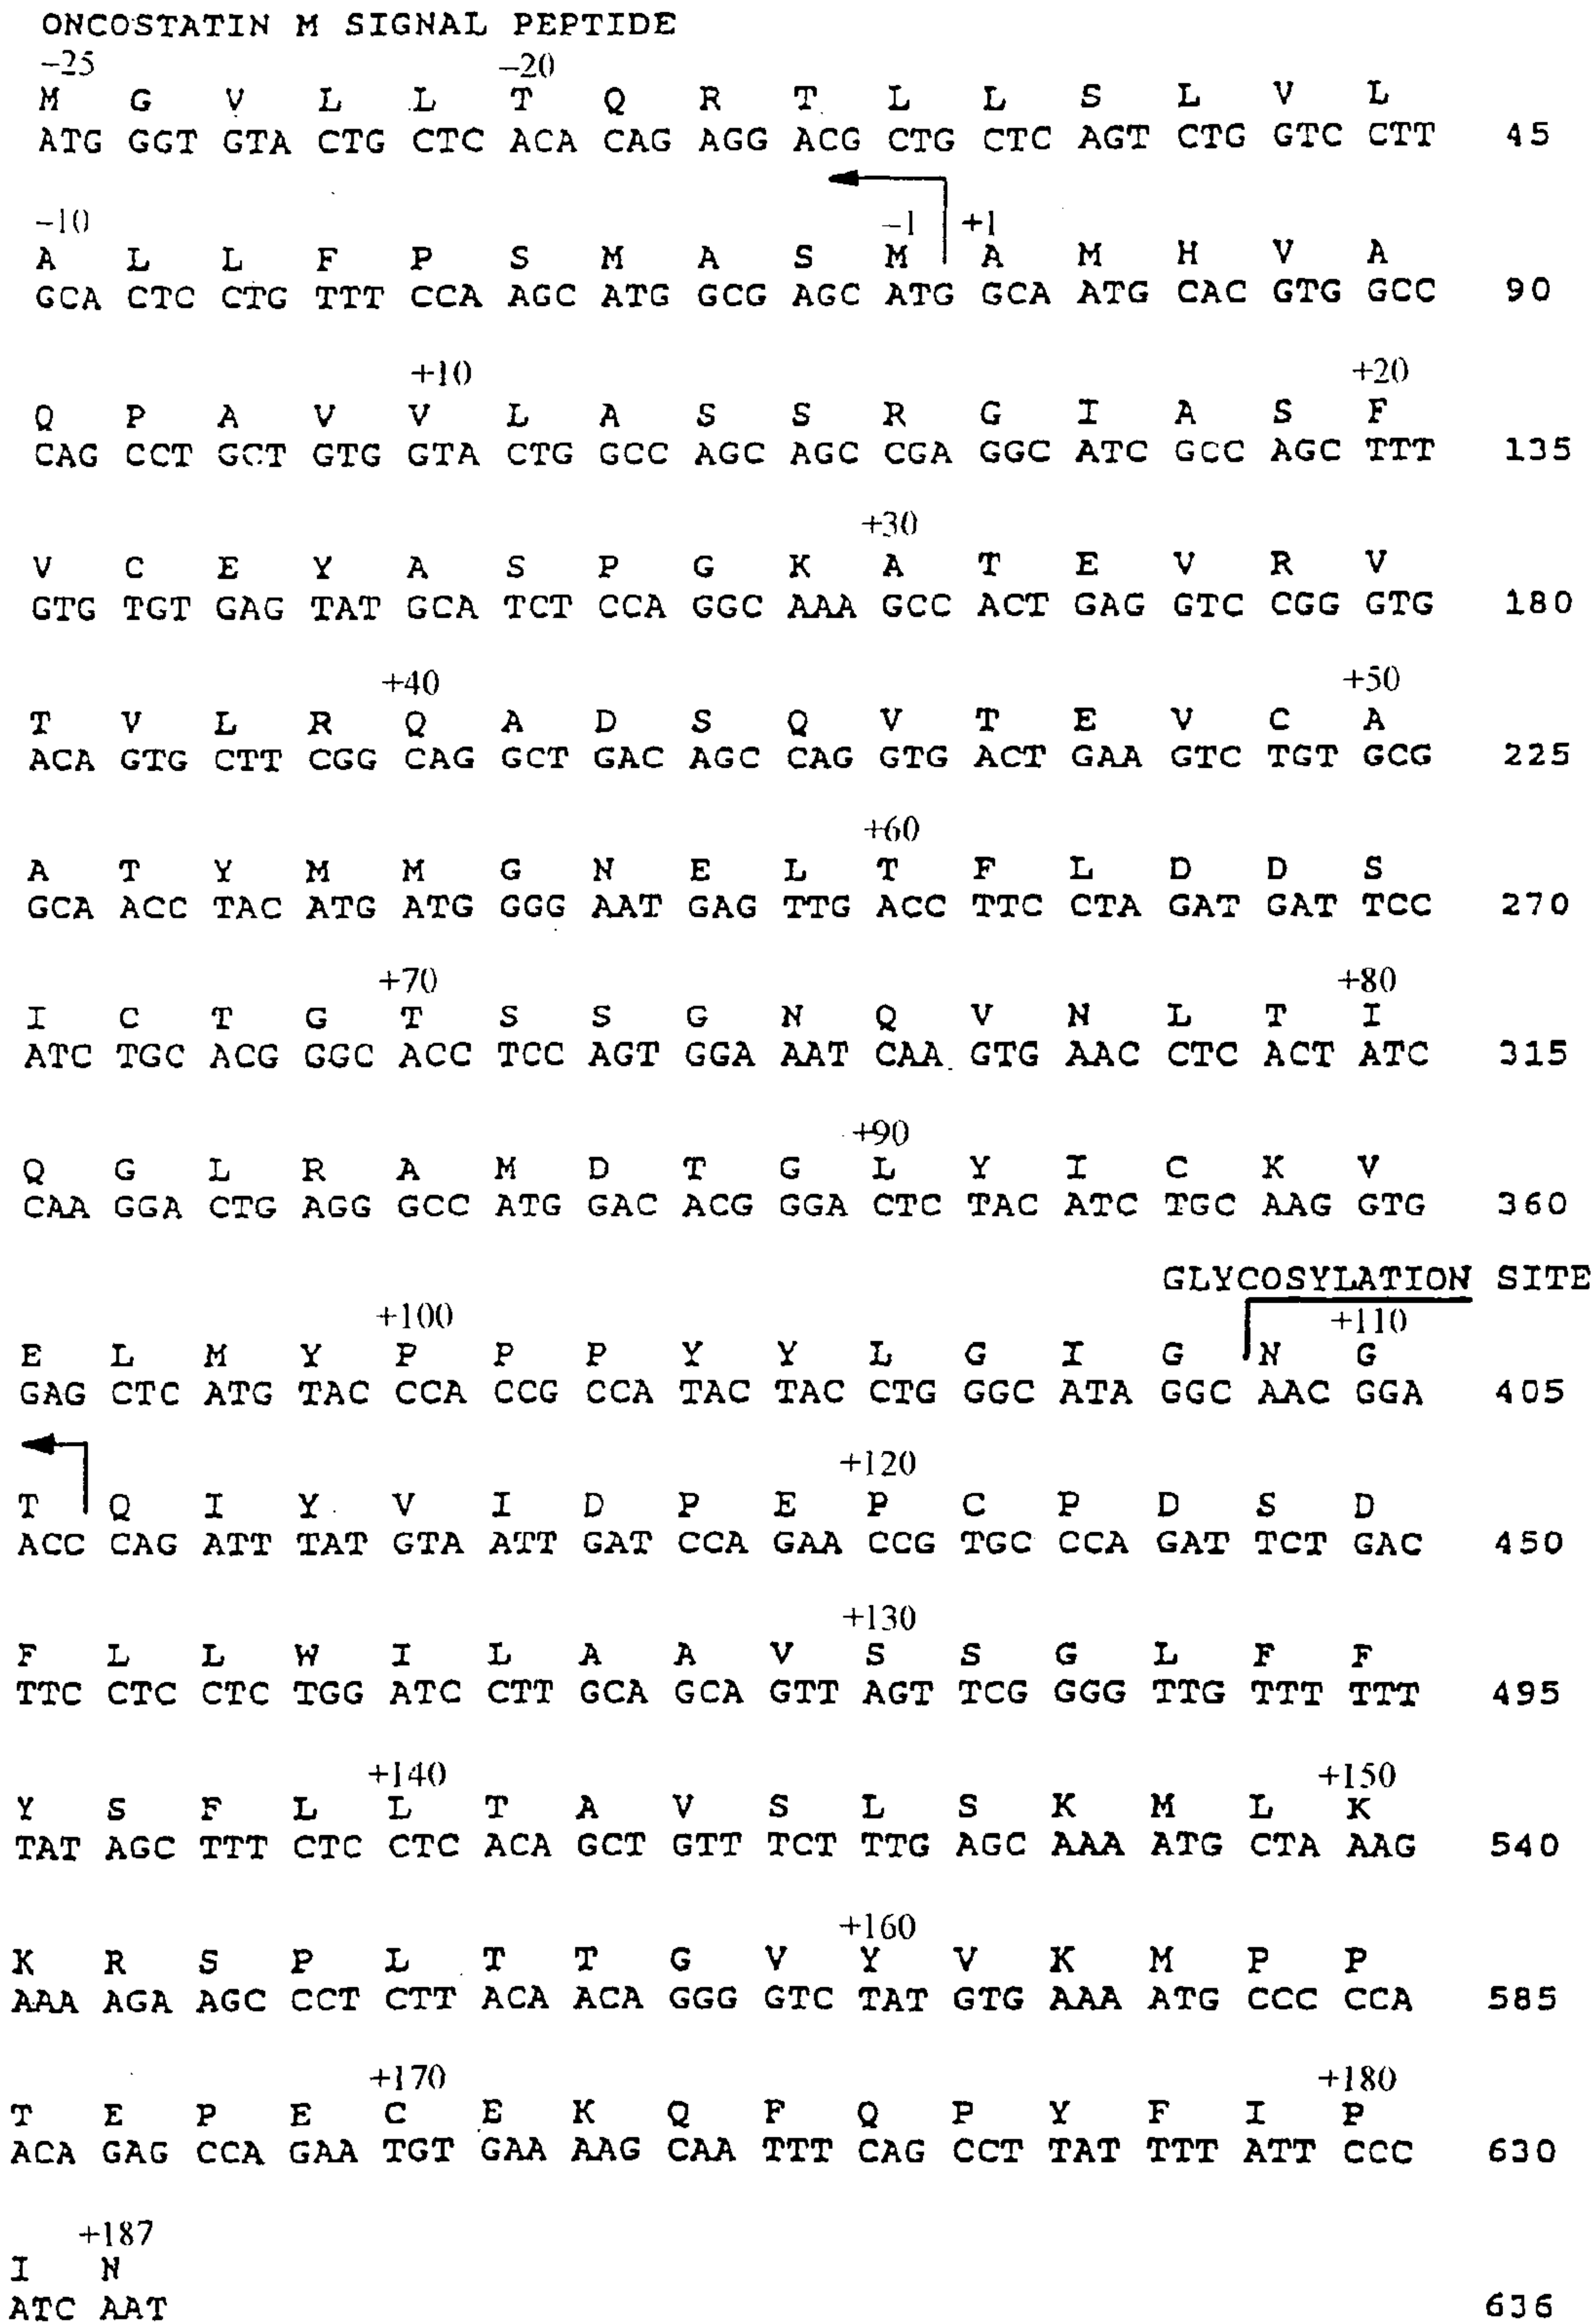 ONCOSTATIN M SIGNAL PEPTIDE
-25 -20
M G V L L T Q R T L L S L V L
ATG GGT GTA CTG CTC ACA CAG AGG ACG CTG CTC AGT CTG GTC CTT 45
-10 -1 +1
A L L F P S M A S M A M H V A
GCA CTC CTG TTT CCA AGC ATG GCG AGC ATG GCA ATG CAC GTG GCC 90
+10 +20
Q P A V V L A S S R G I A S F
CAG CCT GCT GTG GTA CTG GCC AGC AGC CGA GGC ATC GCC AGC TTT 135
+30
V C E Y A S P G K A T E V R V
GTG TGT GAG TAT GCA TCT CCA GGC AAA GCC ACT GAG GTC CGG GTG 180
+40 +50
T V L R Q A D S Q V T E V C A
ACA GTG CTT CGG CAG GCT GAC AGC CAG GTG ACT GAA GTC TGT GCG 225
+60
A T Y M M G N E L T F L D D S
GCA ACC TAC ATG ATG GGG AAT GAG TTG ACC TTC CTA GAT GAT TCC 270
+70 +80
I C T G T S S G N Q V N L T I
ATC TGC ACG GGC ACC TCC AGT GGA AAT CAA GTG AAC CTC ACT ATC 315
+90
Q G L R A M D T G L Y I C K V
CAA GGA CTG AGG GCC ATG GAC ACG GGA CTC TAC ATC TGC AAG GTG 360
GLYCOSYLATION SITE
+100 +110
E L M Y P P P Y Y L G I G N G
GAG CTC ATG TAC CCA CCG CCA TAC TAC CTG GGC ATA GGC AAC GGA 405
+120
T Q I Y V I D P E P C P D S D
ACC CAG ATT TAT GTA ATT GAT CCA GAA CCG TGC CCA GAT TCT GAC 450
+130
F L L W I L A A V S S G L F F
TTC CTC CTC TGG ATC CTT GCA GCA GTT AGT TCG GGG TTG TTT TTT 495
+140 +150
Y S F L L T A V S L S K M L K
TAT AGC TTT CTC CTC ACA GCT GTT TCT TTG AGC AAA ATG CTA AAG 540
+160
K R S P L T T G V Y V K M P P
AAA AGA AGC CCT CTT ACA ACA GGG GTC TAT GTG AAA ATG CCC CCA 585
+170 +180
T E P E C E K Q F Q P Y F I P
ACA GAG CCA GAA TGT GAA AAG CAA TTT CAG CCT TAT TTT ATT CCC 630
+187
I N
ATC AAT 636